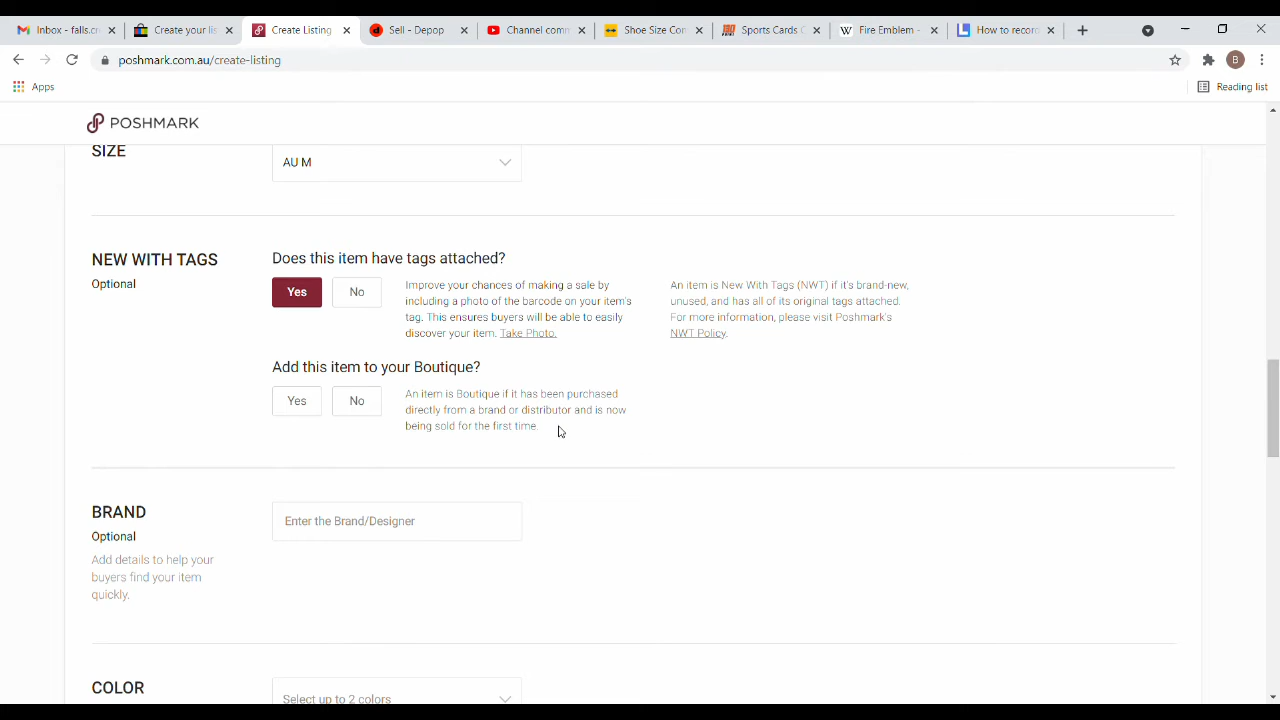 Inbox - falls.cr
Create your lis
Create Listing
Sell - Depop
Channel comm
Shoe Size Con
Sports Cards C
Fire Emblem -
How to record
poshmark.com.au/create-listing
B
Apps
Reading list
POSHMARK
SIZE
AU M
NEW WITH TAGS
Optional
Does this item have tags attached?
Yes
No
Improve your chances of making a sale by
including a photo of the barcode on your item's
tag. This ensures buyers will be able to easily
discover your item. Take Photo.
An item is New With Tags (NWT) if it's brand-new,
unused, and has all of its original tags attached.
For more information, please visit Poshmark's
NWT Policy.
Add this item to your Boutique?
Yes
No
An item is Boutique if it has been purchased
directly from a brand or distributor and is now
being sold for the first time.
BRAND
Optional
Add details to help your
buyers find your item
quickly.
Enter the Brand/Designer
COLOR
Select up to 2 colors